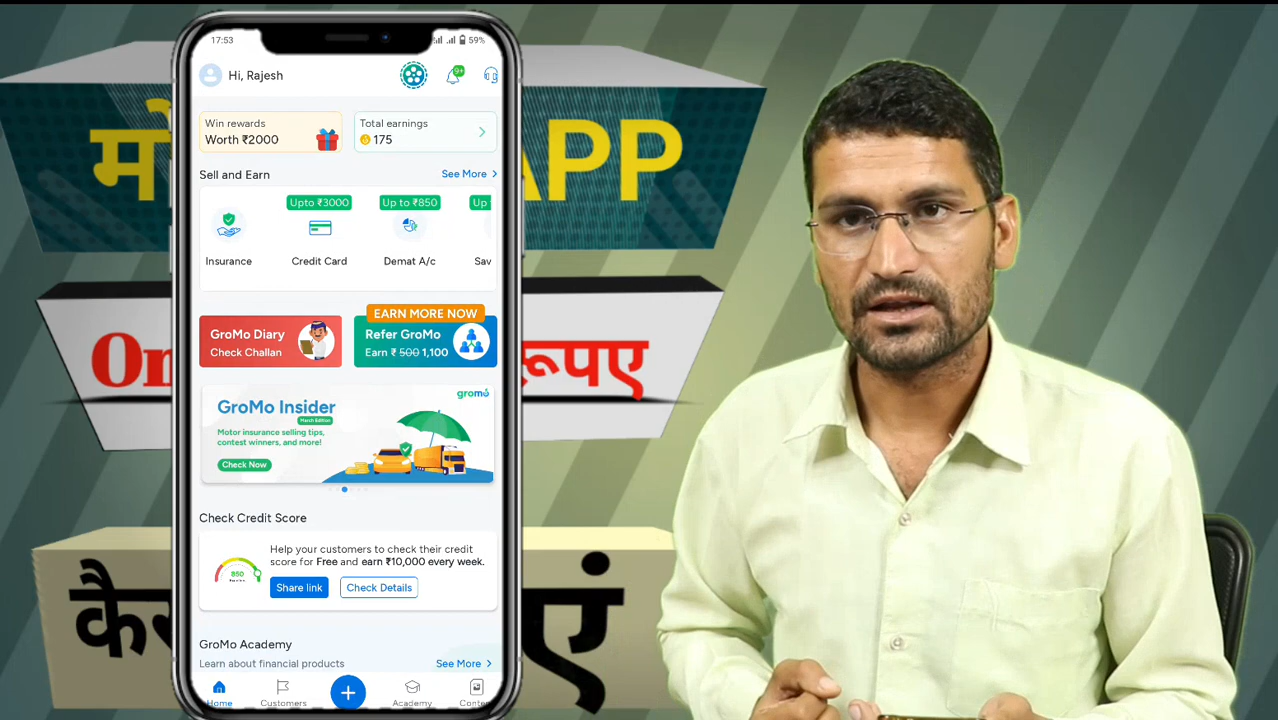 17:53
59%
Hi, Rajesh
9+
Win rewards
Worth ₹2000
Total earnings
175
Sell and Earn
See More
Upto ₹3000
Up to ₹850
Up
Insurance
Credit Card
Demat A/c
Sav
EARN MORE NOW
GroMo Diary
Check Challan
Refer GroMo
Earn ₹ 500 1,100
gromo
GroMo Insider
March Edition
Motor insurance selling tips,
contest winners, and more!
Check Now
Check Credit Score
Help your customers to check their credit
score for Free and earn ₹10,000 every week.
850
Share link
Check Details
GroMo Academy
Learn about financial products
See More
Home
Customers
Academy
APP
रूपए